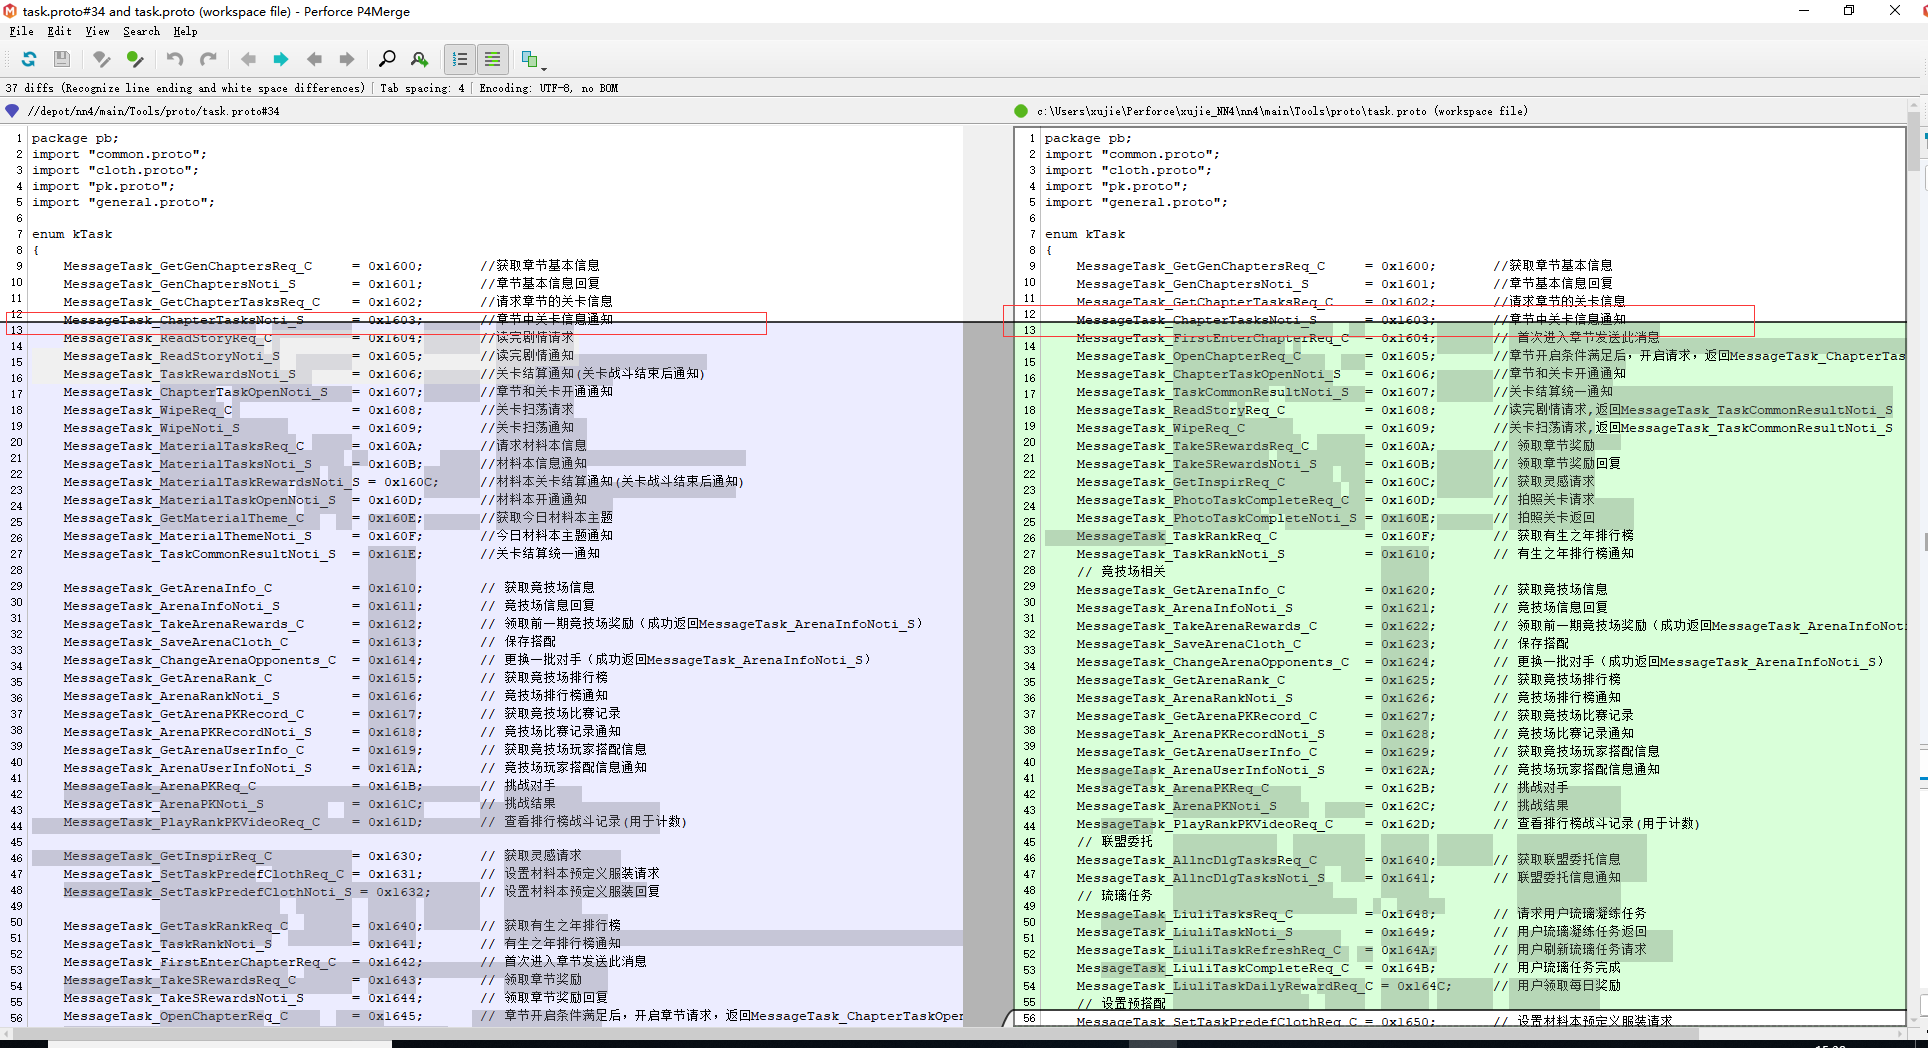 task.proto#34 and task.proto (workspace file) - Perforce P4Merge
File Edit View Search Help
37 diffs (Recognize line ending and white space differences) Tab spacing: 4 Encoding: UTF-8, no BOM
//depot/nn4/main/Tools/proto/task.proto#34
1 package pb;
2 import "common.proto";
3 import "cloth.proto";
4 import "pk.proto";
5 import "general.proto";
6
7 enum kTask
8 {
9 MessageTask_GetGenChaptersReq_C = 0x1600; //获取章节基本信息
10 MessageTask_GenChaptersNoti_S = 0x1601; //章节基本信息回复
11 MessageTask_GetChapterTasksReq_C = 0x1602; //请求章节的关卡信息
12 MessageTask_ChapterTasksNoti_S = 0x1603; //章节中关卡信息通知
13 MessageTask_ReadStoryReq_C = 0x1604; //读完剧情请求
14 MessageTask_ReadStoryNoti_S = 0x1605; //读完剧情通知
15 MessageTask_TaskRewardsNoti_S = 0x1606; //关卡结算通知(关卡战斗结束后通知)
16 MessageTask_ChapterTaskOpenNoti_S = 0x1607; //章节和关卡开通通知
17 MessageTask_WipeReq_C = 0x1608; //关卡扫荡请求
18 MessageTask_WipeNoti_S = 0x1609; //关卡扫荡通知
19 MessageTask_MaterialTasksReq_C = 0x160A; //请求材料本信息
20 MessageTask_MaterialTasksNoti_S = 0x160B; //材料本信息通知
21 MessageTask_MaterialTaskRewardsNoti_S = 0x160C; //材料本关卡结算通知(关卡战斗结束后通知)
22 MessageTask_MaterialTaskOpenNoti_S = 0x160D; //材料本开通通知
23 MessageTask_GetMaterialTheme_C = 0x160E; //获取今日材料本主题
24 MessageTask_MaterialThemeNoti_S = 0x160F; //今日材料本主题通知
25 MessageTask_TaskCommonResultNoti_S = 0x161E; //关卡结算统一通知
26
27
28
29 MessageTask_GetArenaInfo_C = 0x1610; // 获取竟技场信息
30 MessageTask_ArenaInfoNoti_S = 0x1611; // 竟技场信息回复
31 MessageTask_TakeArenaRewards_C = 0x1612; // 领取前一期竟技场奖励（成功返回MessageTask_ArenaInfoNoti_S）
32 MessageTask_SaveArenaCloth_C = 0x1613; // 保存搭配
33 MessageTask_ChangeArenaOpponents_C = 0x1614; // 更换一批对手（成功返回MessageTask_ArenaInfoNoti_S）
34 MessageTask_GetArenaRank_C = 0x1615; // 获取竟技场排行榜
35 MessageTask_ArenaRankNoti_S = 0x1616; // 竟技场排行榜通知
36 MessageTask_GetArenaPKRecord_C = 0x1617; // 获取竟技场比赛记录
37 MessageTask_ArenaPKRecordNoti_S = 0x1618; // 竟技场比赛记录通知
38 MessageTask_GetArenaUserInfo_C = 0x1619; // 获取竟技场玩家搭配信息
39 MessageTask_ArenaUserInfoNoti_S = 0x161A; // 竟技场玩家搭配信息通知
40 MessageTask_ArenaPKReq_C = 0x161B; // 挑战对手
41 MessageTask_ArenaPKNoti_S = 0x161C; // 挑战结果
42 MessageTask_PlayRankPKVideoReq_C = 0x161D; // 查看排行榜战斗记录(用于计数)
43
44
45
46 MessageTask_GetInspirReq_C = 0x1630; // 获取灵感请求
47 MessageTask_SetTaskPredefClothReq_C = 0x1631; // 设置材料本预定义服装请求
48 MessageTask_SetTaskPredefClothNoti_S = 0x1632; // 设置材料本预定义服装回复
49
50 MessageTask_GetTaskRankReq_C = 0x1640; // 获取有生之年排行榜
51 MessageTask_TaskRankNoti_S = 0x1641; // 有生之年排行榜通知
52 MessageTask_FirstEnterChapterReq_C = 0x1642; // 首次进入章节发送此消息
53 MessageTask_TakeSRewardsReq_C = 0x1643; // 领取章节奖励
54 MessageTask_TakeSRewardsNoti_S = 0x1644; // 领取章节奖励回复
55 MessageTask_OpenChapterReq_C = 0x1645; // 章节开启条件满足后，开启章节请求，返回MessageTask_ChapterTaskOpen
56
c:\Users\xujie\Perforce\xujie_NN4\nn4\main\Tools\proto\task.proto (workspace file)
1 package pb;
2 import "common.proto";
3 import "cloth.proto";
4 import "pk.proto";
5 import "general.proto";
6
7 enum kTask
8 {
9 MessageTask_GetGenChaptersReq_C = 0x1600; //获取章节基本信息
10 MessageTask_GenChaptersNoti_S = 0x1601; //章节基本信息回复
11 MessageTask_GetChapterTasksReq_C = 0x1602; //请求章节的关卡信息
12 MessageTask_ChapterTasksNoti_S = 0x1603; //章节中关卡信息通知
13 MessageTask_FirstEnterChapterReq_C = 0x1604; // 首次进入章节发送此消息
14 MessageTask_OpenChapterReq_C = 0x1605; //章节开启条件满足后，开启请求，返回MessageTask_ChapterTas
15 MessageTask_ChapterTaskOpenNoti_S = 0x1606; //章节和关卡开通通知
16 MessageTask_TaskCommonResultNoti_S = 0x1607; //关卡结算统一通知
17 MessageTask_ReadStoryReq_C = 0x1608; //读完剧情请求,返回MessageTask_TaskCommonResultNoti_S
18 MessageTask_WipeReq_C = 0x1609; //关卡扫荡请求,返回MessageTask_TaskCommonResultNoti_S
19 MessageTask_TakeSRewardsReq_C = 0x160A; // 领取章节奖励
20 MessageTask_TakeSRewardsNoti_S = 0x160B; // 领取章节奖励回复
21 MessageTask_GetInspirReq_C = 0x160C; // 获取灵感请求
22 MessageTask_PhotoTaskCompleteReq_C = 0x160D; // 拍照关卡请求
23 MessageTask_PhotoTaskCompleteNoti_S = 0x160E; // 拍照关卡返回
24 MessageTask_TaskRankReq_C = 0x160F; // 获取有生之年排行榜
25 MessageTask_TaskRankNoti_S = 0x1610; // 有生之年排行榜通知
26
27
28 // 竟技场相关
29 MessageTask_GetArenaInfo_C = 0x1620; // 获取竟技场信息
30 MessageTask_ArenaInfoNoti_S = 0x1621; // 竟技场信息回复
31 MessageTask_TakeArenaRewards_C = 0x1622; // 领取前一期竟技场奖励（成功返回MessageTask_ArenaInfoNot
32 MessageTask_SaveArenaCloth_C = 0x1623; // 保存搭配
33 MessageTask_ChangeArenaOpponents_C = 0x1624; // 更换一批对手（成功返回MessageTask_ArenaInfoNoti_S）
34 MessageTask_GetArenaRank_C = 0x1625; // 获取竟技场排行榜
35 MessageTask_ArenaRankNoti_S = 0x1626; // 竟技场排行榜通知
36 MessageTask_GetArenaPKRecord_C = 0x1627; // 获取竟技场比赛记录
37 MessageTask_ArenaPKRecordNoti_S = 0x1628; // 竟技场比赛记录通知
38 MessageTask_GetArenaUserInfo_C = 0x1629; // 获取竟技场玩家搭配信息
39 MessageTask_ArenaUserInfoNoti_S = 0x162A; // 竟技场玩家搭配信息通知
40 MessageTask_ArenaPKReq_C = 0x162B; // 挑战对手
41 MessageTask_ArenaPKNoti_S = 0x162C; // 挑战结果
42 MessageTask_PlayRankPKVideoReq_C = 0x162D; // 查看排行榜战斗记录(用于计数)
43
44
45 // 联盟委托
46 MessageTask_AllncDlgTasksReq_C = 0x1640; // 获取联盟委托信息
47 MessageTask_AllncDlgTasksNoti_S = 0x1641; // 联盟委托信息通知
48 // 琉璃任务
49 MessageTask_LiuliTasksReq_C = 0x1648; // 请求用户琉璃凝练任务
50 MessageTask_LiuliTaskNoti_S = 0x1649; // 用户琉璃凝练任务返回
51 MessageTask_LiuliTaskRefreshReq_C = 0x164A; // 用户刷新琉璃任务请求
52 MessageTask_LiuliTaskCompleteReq_C = 0x164B; // 用户琉璃任务完成
53 MessageTask_LiuliTaskDailyRewardReq_C = 0x164C; // 用户领取每日奖励
54
55 // 设置预搭配
56 MessageTask_SetTaskPredefClothReq_C = 0x1650; // 设置材料本预定义服装请求